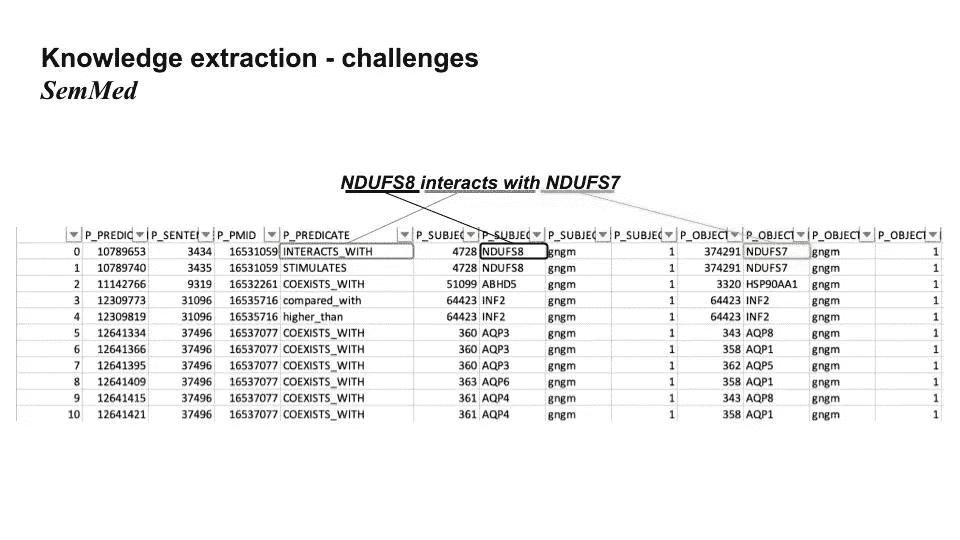 Knowledge extraction - challenges
SemMed
NDUFS8 interacts with NDUFS7
P_PREDIC P_SENTE P_PMID P_PREDICATE P_SUBJEC P_SUBJEC P_SUBJEC P_SUBJEC P_OBJECT P_OBJECT P_OBJECT P_OBJECT
0 10789653 3434 16531059 INTERACTS_WITH 4728 NDUFS8 gngm 1 374291 NDUFS7 gngm 1
1 10789740 3435 16531059 STIMULATES 4728 NDUFS8 gngm 1 374291 NDUFS7 gngm 1
2 11142766 9319 16532261 COEXISTS_WITH 51099 ABHD5 gngm 1 3320 HSP90AA1 gngm 1
3 12309773 31096 16535716 compared_with 64423 INF2 gngm 1 64423 INF2 gngm 1
4 12309819 31096 16535716 higher_than 64423 INF2 gngm 1 64423 INF2 gngm 1
5 12641334 37496 16537077 COEXISTS_WITH 360 AQP3 gngm 1 343 AQP8 gngm 1
6 12641366 37496 16537077 COEXISTS_WITH 360 AQP3 gngm 1 358 AQP1 gngm 1
7 12641395 37496 16537077 COEXISTS_WITH 360 AQP3 gngm 1 362 AQP5 gngm 1
8 12641409 37496 16537077 COEXISTS_WITH 363 AQP6 gngm 1 358 AQP1 gngm 1
9 12641415 37496 16537077 COEXISTS_WITH 361 AQP4 gngm 1 343 AQP8 gngm 1
10 12641421 37496 16537077 COEXISTS_WITH 361 AQP4 gngm 1 358 AQP1 gngm 1